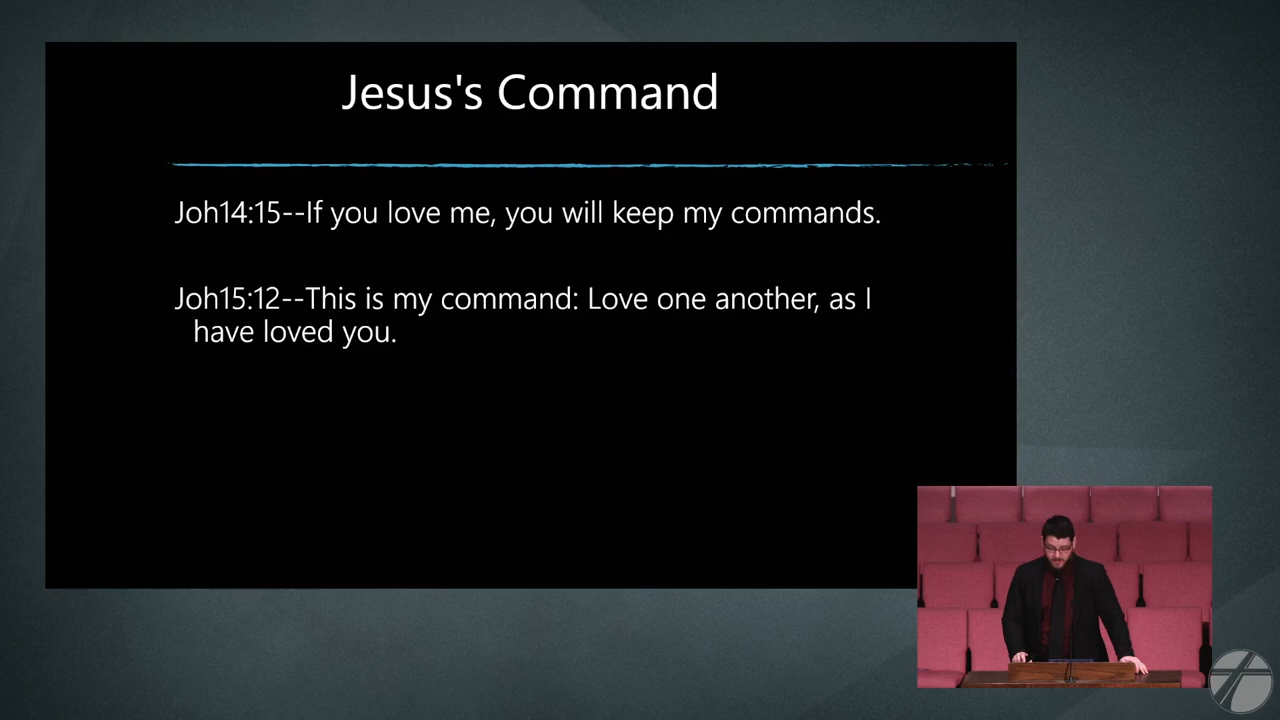 Jesus's Command
Joh14:15--If you love me, you will keep my commands.
Joh15:12--This is my command: Love one another, as I
have loved you.